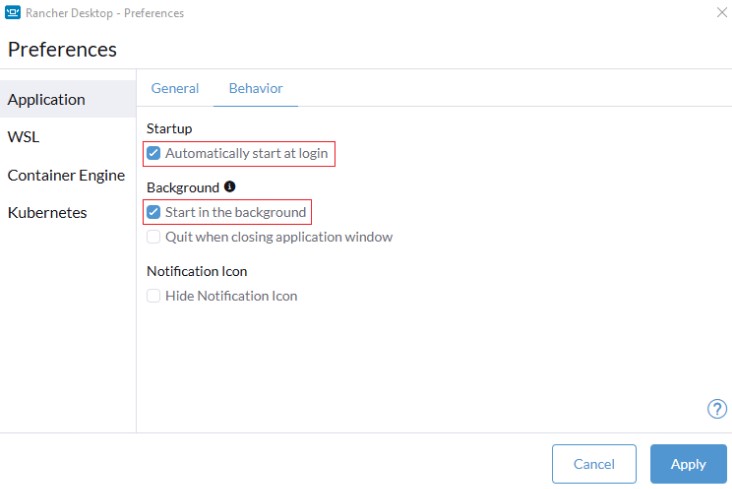 Rancher Desktop - Preferences
Preferences
Application
WSL
Container Engine
Kubernetes
General Behavior
Startup
Automatically start at login
Background
Start in the background
Quit when closing application window
Notification Icon
Hide Notification Icon
?
Cancel Apply